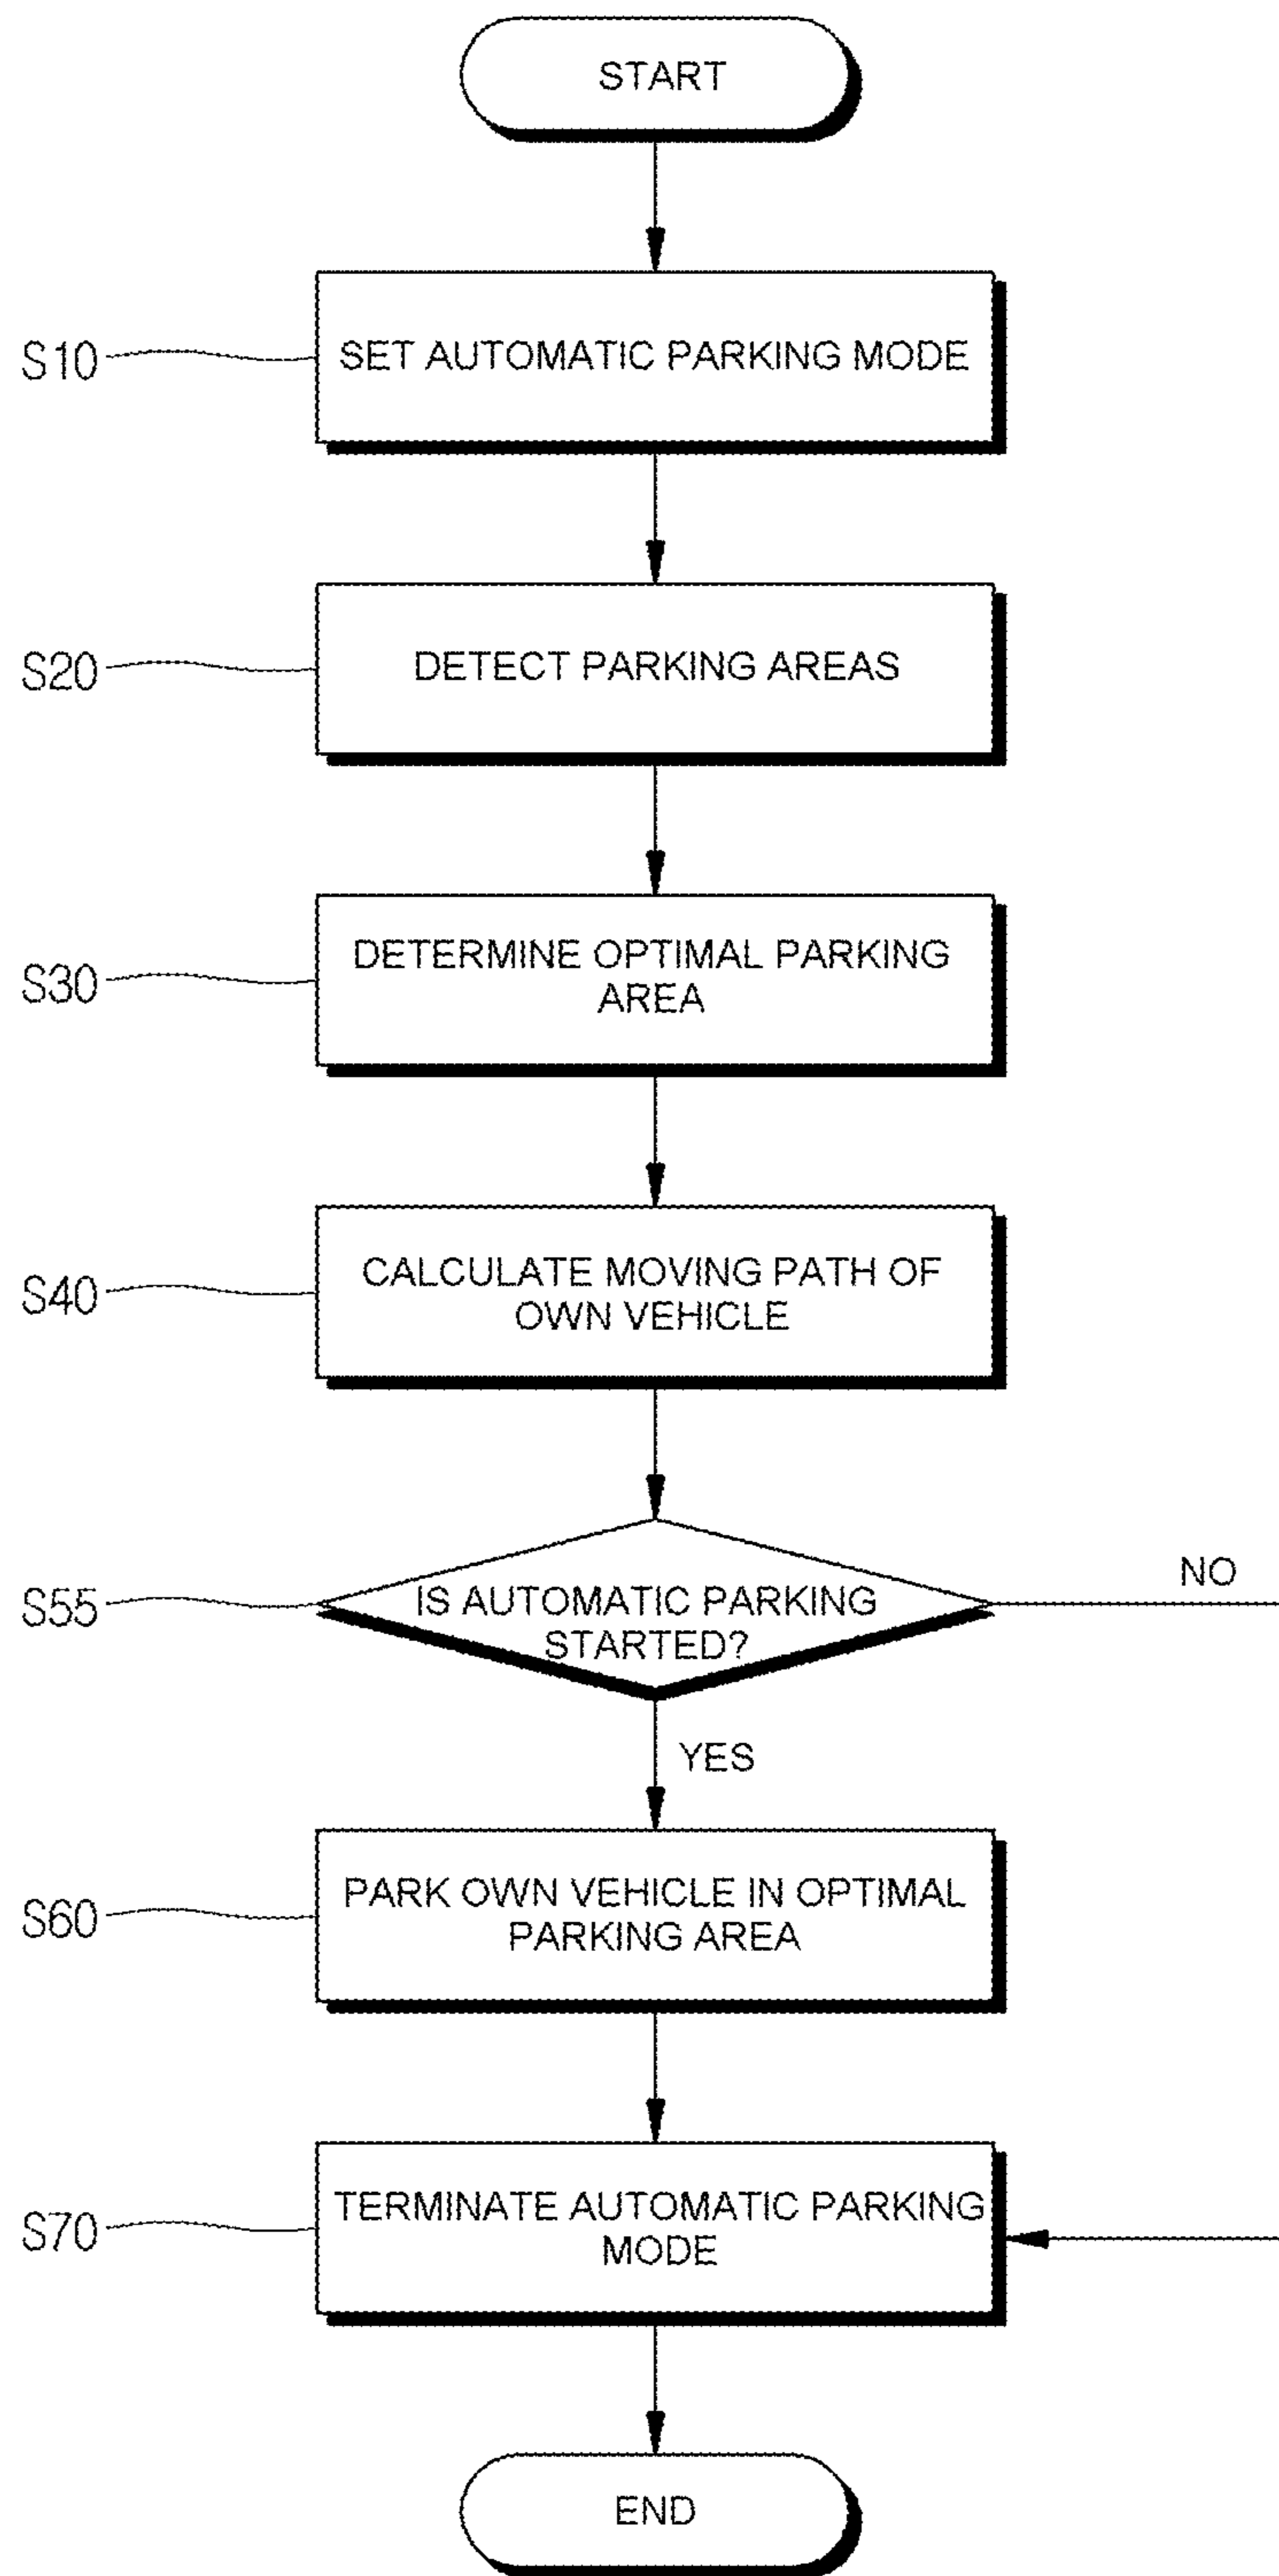 START
S10
SET AUTOMATIC PARKING MODE
S20
DETECT PARKING AREAS
S30
DETERMINE OPTIMAL PARKING
AREA
S40
CALCULATE MOVING PATH OF
OWN VEHICLE
S55
IS AUTOMATIC PARKING
STARTED?
NO
YES
S60
PARK OWN VEHICLE IN OPTIMAL
PARKING AREA
S70
TERMINATE AUTOMATIC PARKING
MODE
END